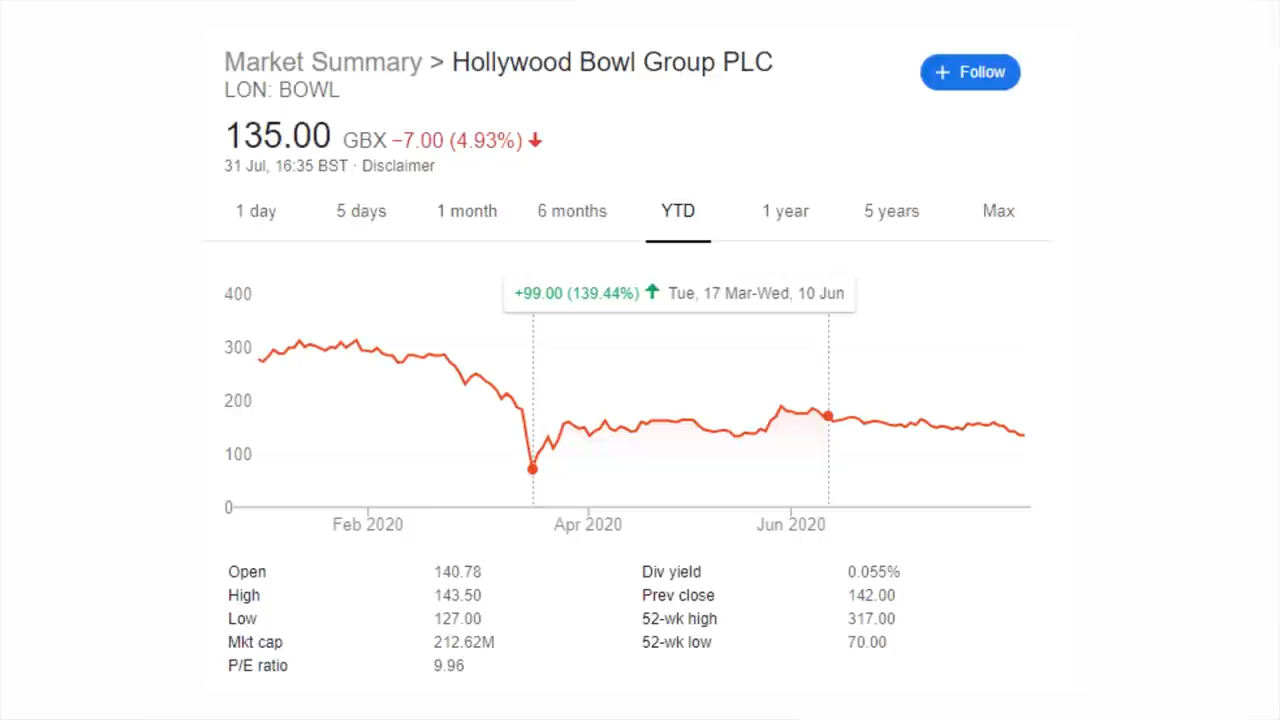 Market Summary > Hollywood Bowl Group PLC
LON: BOWL
+ Follow
135.00 GBX −7.00 (4.93%)
31 Jul, 16:35 BST · Disclaimer
1 day 5 days 1 month 6 months YTD 1 year 5 years Max
+99.00 (139.44%) Tue, 17 Mar-Wed, 10 Jun
400
300
200
100
0
Feb 2020 Apr 2020 Jun 2020
Open 140.78 Div yield 0.055%
High 143.50 Prev close 142.00
Low 127.00 52-wk high 317.00
Mkt cap 212.62M 52-wk low 70.00
P/E ratio 9.96